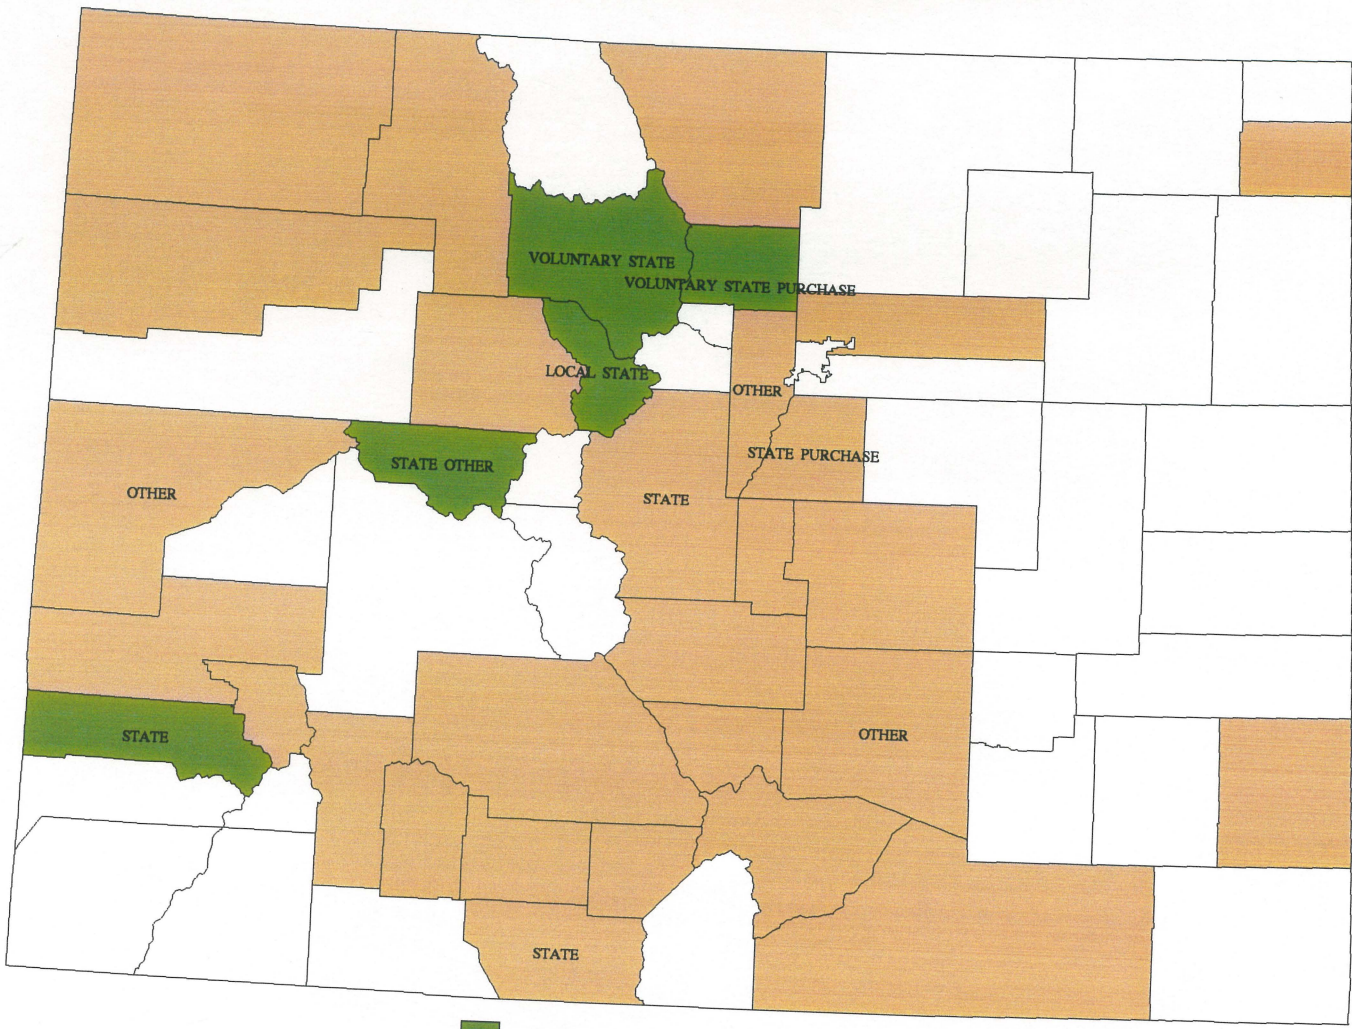 VOLUNTARY STATE
VOLUNTARY STATE PURCHASE
LOCAL STATE
OTHER
STATE PURCHASE
STATE OTHER
OTHER
STATE
STATE
OTHER
STATE